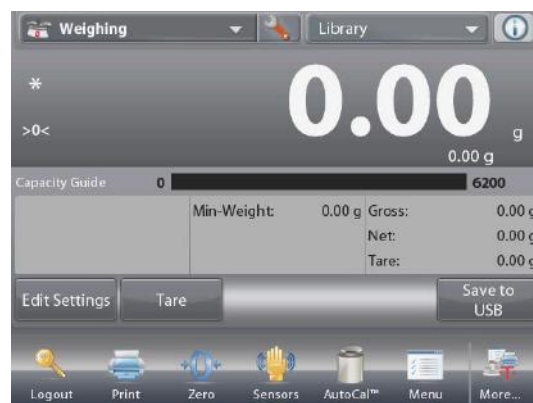 Weighing
Library
*
>0<
0.00 g
0.00 g
Capacity Guide 0 6200
Min-Weight: 0.00 g Gross: 0.00 g
Net: 0.00 g
Tare: 0.00 g
Edit Settings Tare Save to USB
Logout Print Zero Sensors AutoCal™ Menu More...